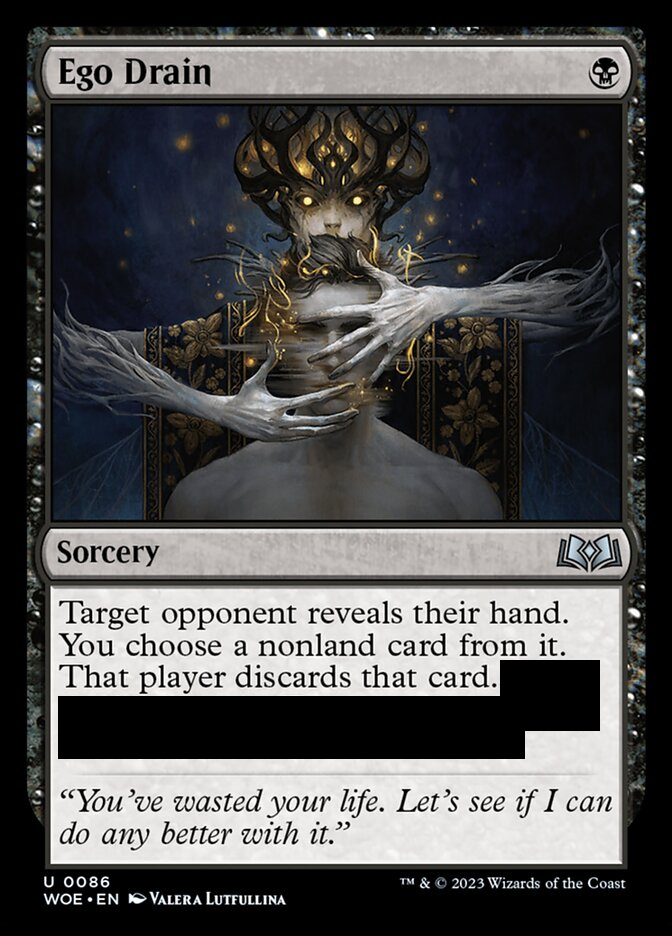 Ego Drain
Sorcery
Target opponent reveals their hand.
You choose a nonland card from it.
That player discards that card.
“You’ve wasted your life. Let’s see if I can
do any better with it.”
U 0086
WOE • EN Valera Lutfullina
™ & © 2023 Wizards of the Coast